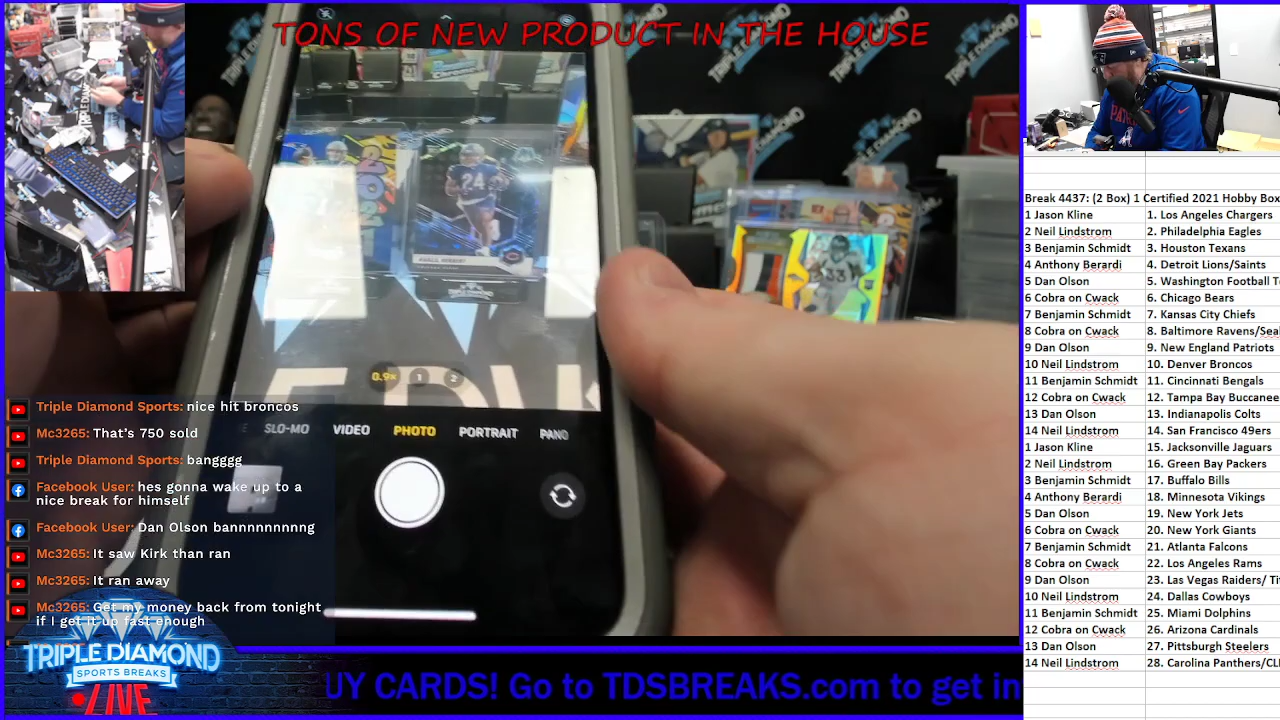 TONS OF NEW PRODUCT IN THE HOUSE
24
33
0.9×
1
2
SLO-MO
VIDEO
PHOTO
PORTRAIT
PANO
Triple Diamond Sports: nice hit broncos
Mc3265: That's 750 sold
Triple Diamond Sports: bangggg
Facebook User: hes gonna wake up to a
nice break for himself
Facebook User: Dan Olson bannnnnnnnng
Mc3265: It saw Kirk than ran
Mc3265: It ran away
Mc3265: Get my money back from tonight
if I get it up fast enough
TRIPLE DIAMOND
SPORTS BREAKS
LIVE
UY CARDS! Go to TDSBREAKS.com to ge
Break 4437: (2 Box) 1 Certified 2021 Hobby Box
1 Jason Kline 1. Los Angeles Chargers
2 Neil Lindstrom 2. Philadelphia Eagles
3 Benjamin Schmidt 3. Houston Texans
4 Anthony Berardi 4. Detroit Lions/Saints
5 Dan Olson 5. Washington Football T
6 Cobra on Cwack 6. Chicago Bears
7 Benjamin Schmidt 7. Kansas City Chiefs
8 Cobra on Cwack 8. Baltimore Ravens/Sea
9 Dan Olson 9. New England Patriots
10 Neil Lindstrom 10. Denver Broncos
11 Benjamin Schmidt 11. Cincinnati Bengals
12 Cobra on Cwack 12. Tampa Bay Buccanee
13 Dan Olson 13. Indianapolis Colts
14 Neil Lindstrom 14. San Francisco 49ers
1 Jason Kline 15. Jacksonville Jaguars
2 Neil Lindstrom 16. Green Bay Packers
3 Benjamin Schmidt 17. Buffalo Bills
4 Anthony Berardi 18. Minnesota Vikings
5 Dan Olson 19. New York Jets
6 Cobra on Cwack 20. New York Giants
7 Benjamin Schmidt 21. Atlanta Falcons
8 Cobra on Cwack 22. Los Angeles Rams
9 Dan Olson 23. Las Vegas Raiders/ Ti
10 Neil Lindstrom 24. Dallas Cowboys
11 Benjamin Schmidt 25. Miami Dolphins
12 Cobra on Cwack 26. Arizona Cardinals
13 Dan Olson 27. Pittsburgh Steelers
14 Neil Lindstrom 28.